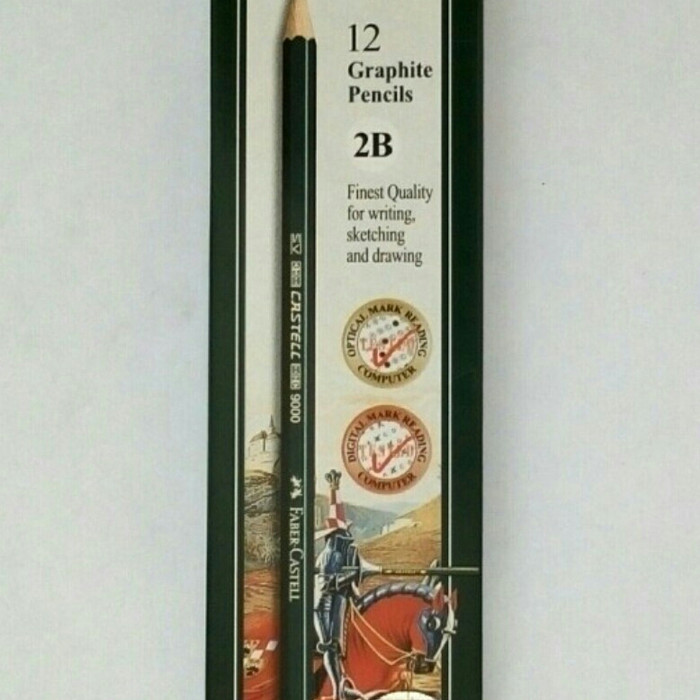 12
Graphite
Pencils
2B
Finest Quality
for writing,
sketching
and drawing
OPTICAL MARK READING
COMPUTER
DIGITAL MARK READING
COMPUTER
CASTELL 9000
FABER-CASTELL